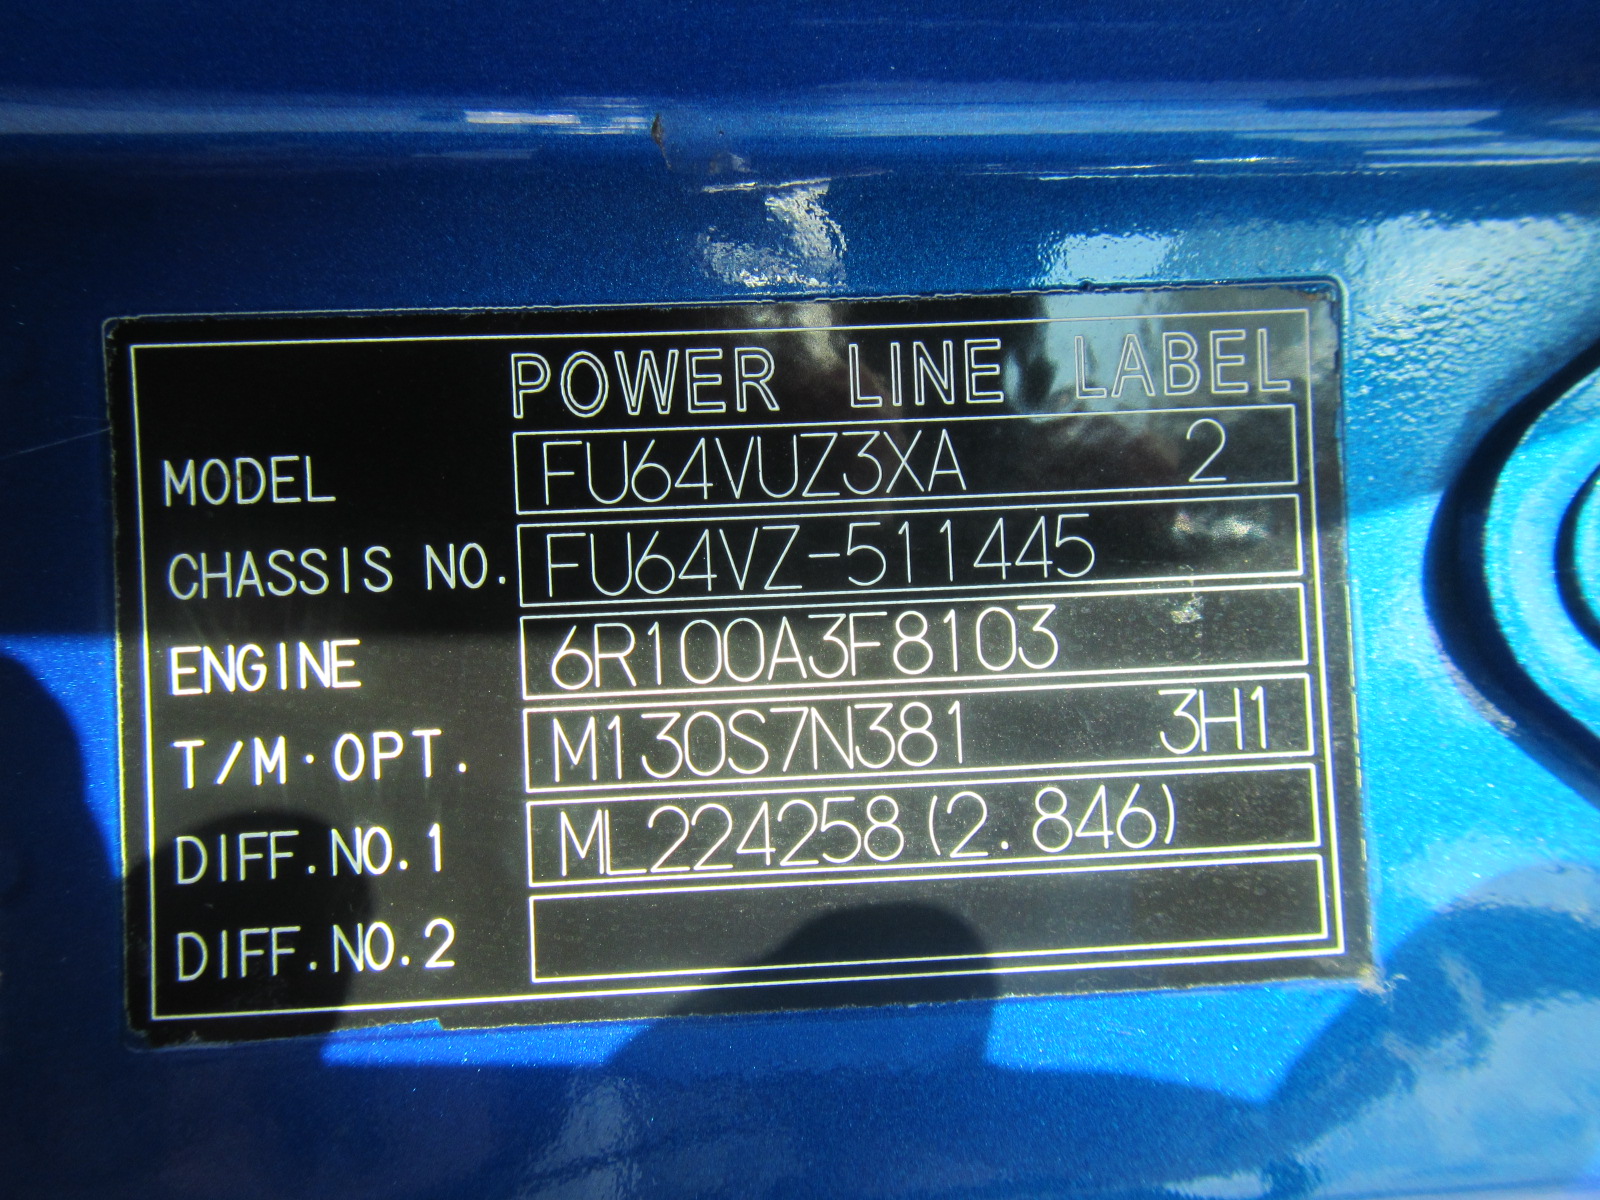 POWER LINE LABEL
MODEL FU64VUZ3XA 2
CHASSIS NO. FU64VZ-511445
ENGINE 6R100A3F8103
T/M·OPT. M130S7N381 3H1
DIFF.NO.1 ML224258(2.846)
DIFF.NO.2